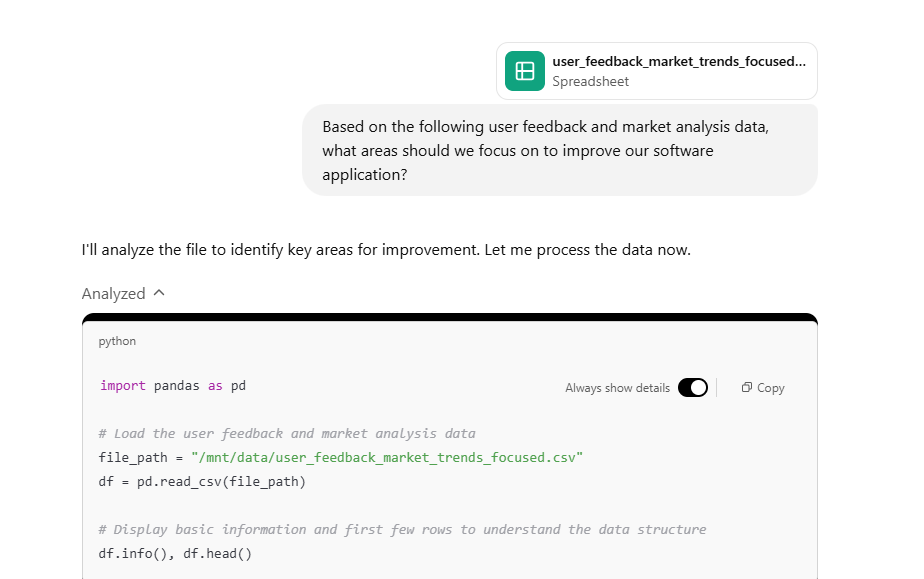 user_feedback_market_trends_focused...
Spreadsheet
Based on the following user feedback and market analysis data,
what areas should we focus on to improve our software
application?
I'll analyze the file to identify key areas for improvement. Let me process the data now.
Analyzed
python
import pandas as pd
Always show details
Copy
# Load the user feedback and market analysis data
file_path = "/mnt/data/user_feedback_market_trends_focused.csv"
df = pd.read_csv(file_path)
# Display basic information and first few rows to understand the data structure
df.info(), df.head()